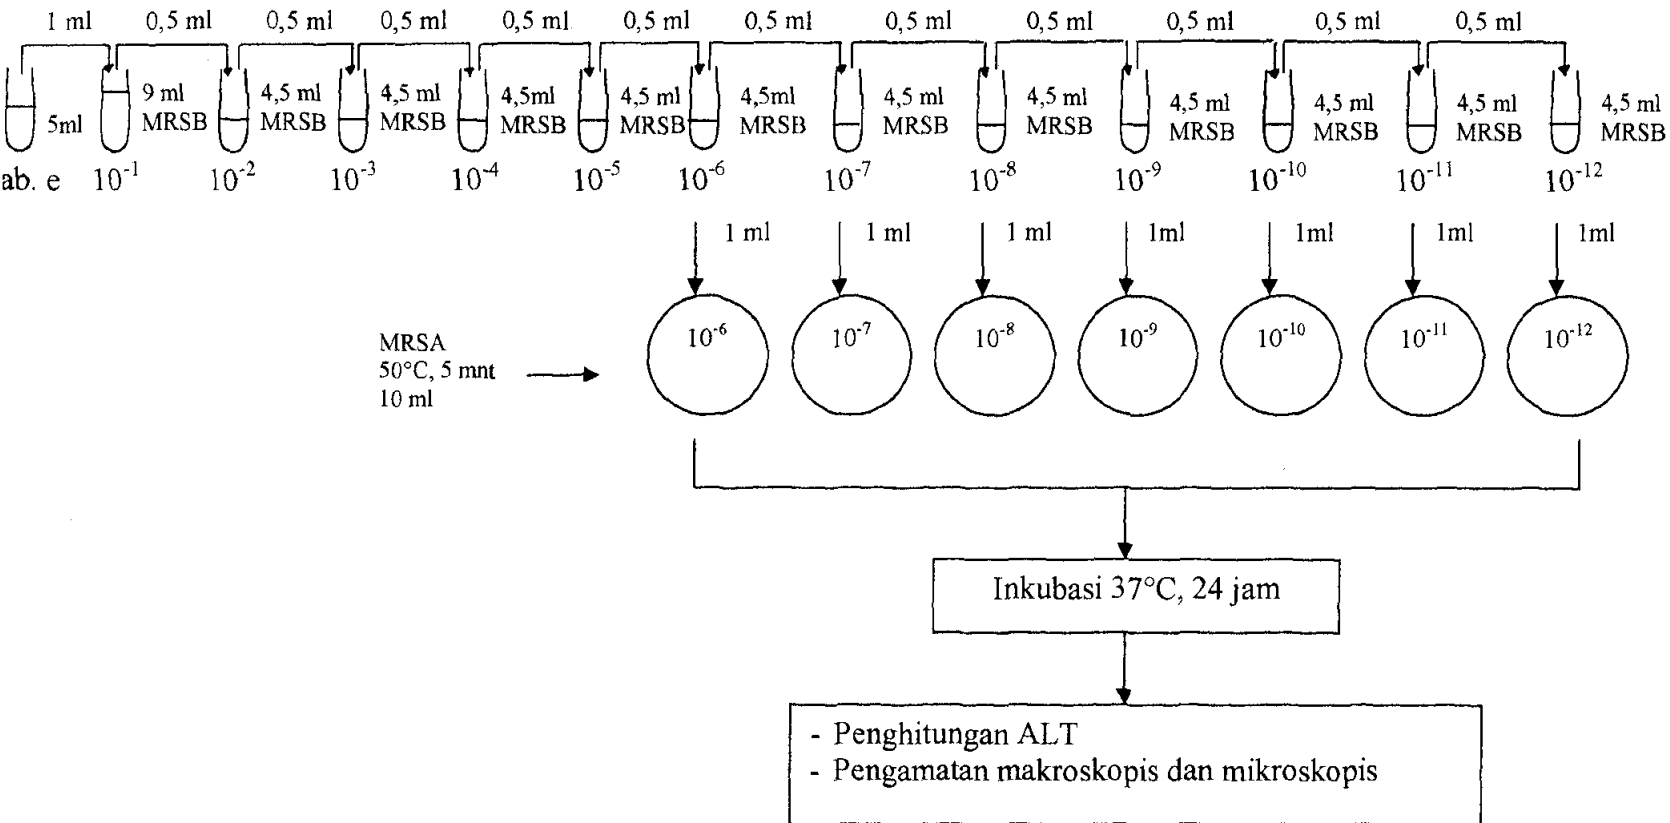 1 ml 0,5 ml 0,5 ml 0,5 ml 0,5 ml 0,5 ml 0,5 ml 0,5 ml 0,5 ml 0,5 ml 0,5 ml 0,5 ml
5ml
9 ml
MRSB
4,5 ml
MRSB
4,5 ml
MRSB
4,5ml
MRSB
4,5 ml
MRSB
4,5ml
MRSB
4,5 ml
MRSB
4,5 ml
MRSB
4,5 ml
MRSB
4,5 ml
MRSB
4,5 ml
MRSB
4,5 ml
MRSB
ab. e 10⁻¹ 10⁻² 10⁻³ 10⁻⁴ 10⁻⁵ 10⁻⁶ 10⁻⁷ 10⁻⁸ 10⁻⁹ 10⁻¹⁰ 10⁻¹¹ 10⁻¹²
1 ml 1 ml 1 ml 1ml 1ml 1ml 1ml
10⁻⁶ 10⁻⁷ 10⁻⁸ 10⁻⁹ 10⁻¹⁰ 10⁻¹¹ 10⁻¹²
MRSA
50°C, 5 mnt
10 ml
Inkubasi 37°C, 24 jam
- Penghitungan ALT
- Pengamatan makroskopis dan mikroskopis